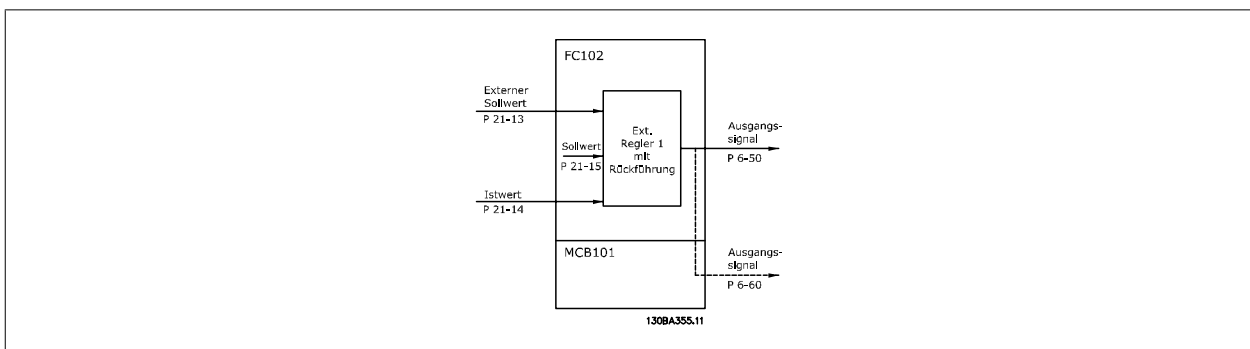 FC102
Externer
Sollwert
P 21-13
Sollwert
P 21-15
Istwert
P 21-14
Ext.
Regler 1
mit
Rückführung
Ausgangs-
signal
P 6-50
MCB101
Ausgangs-
signal
P 6-60
130BA355.11